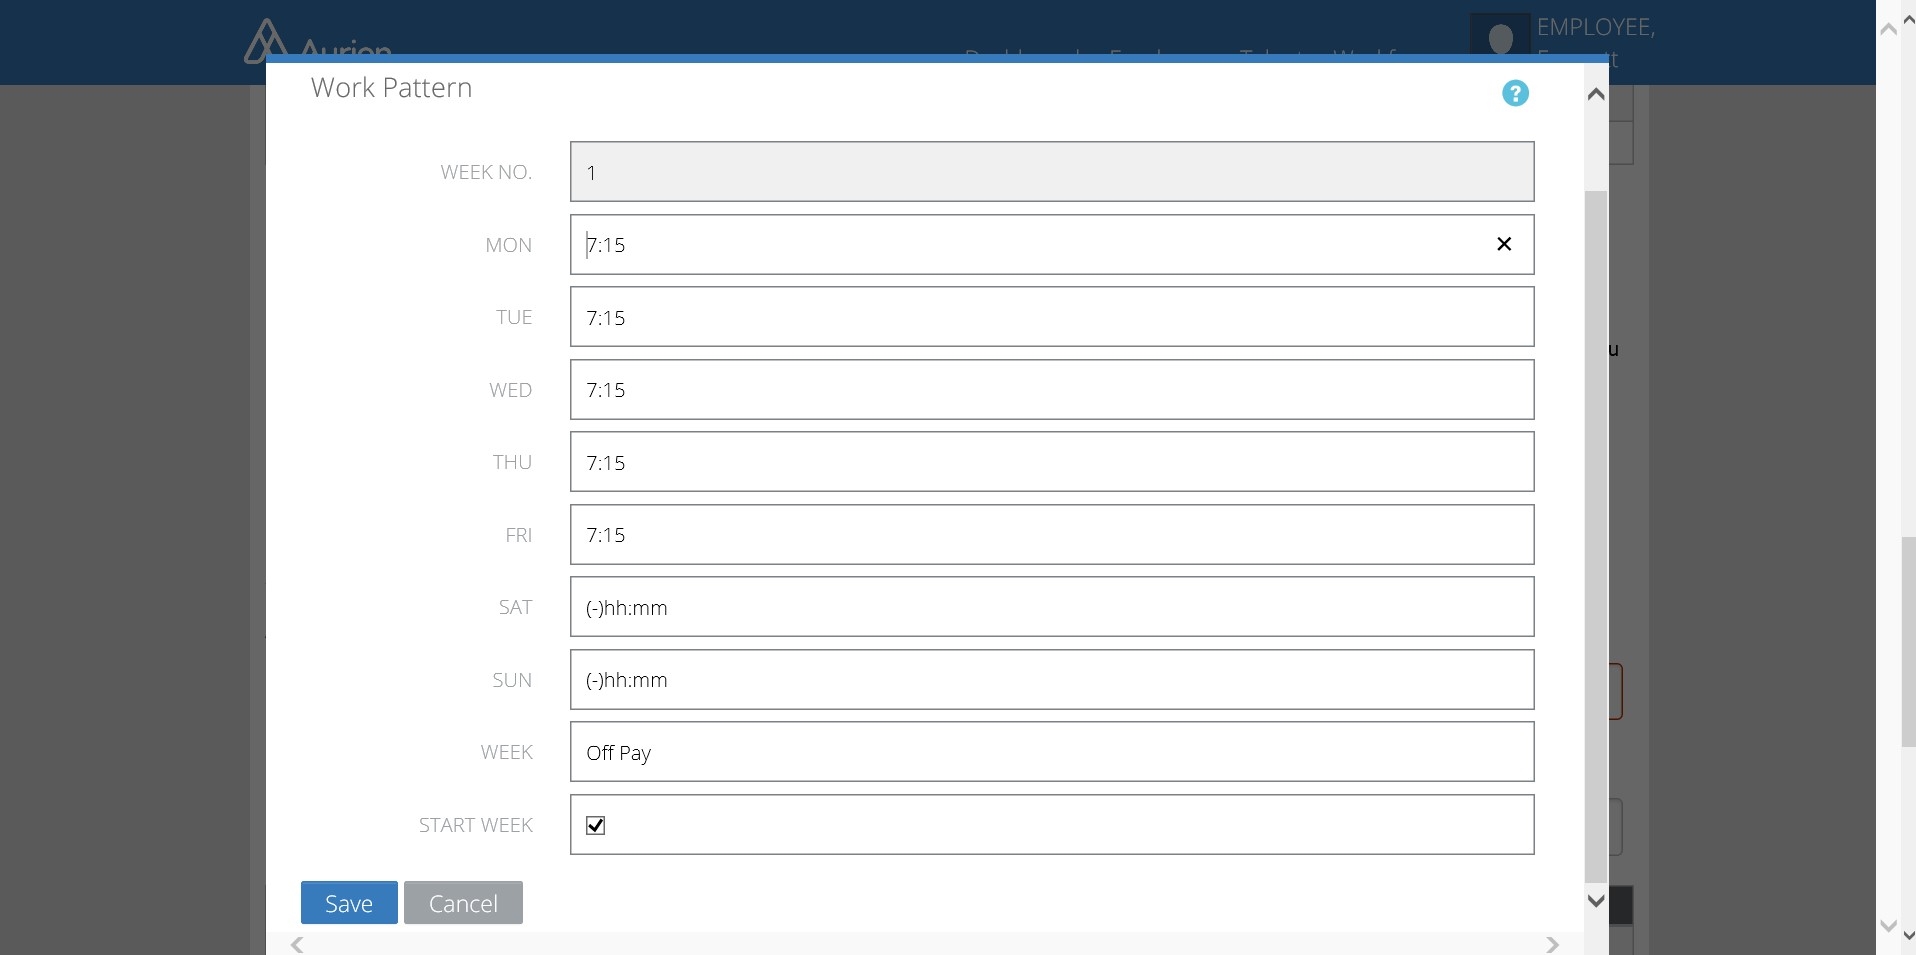 EMPLOYEE,
Work Pattern
?
WEEK NO. 1
MON 7:15
TUE 7:15
WED 7:15
THU 7:15
FRI 7:15
SAT (-)hh:mm
SUN (-)hh:mm
WEEK Off Pay
START WEEK
Save Cancel